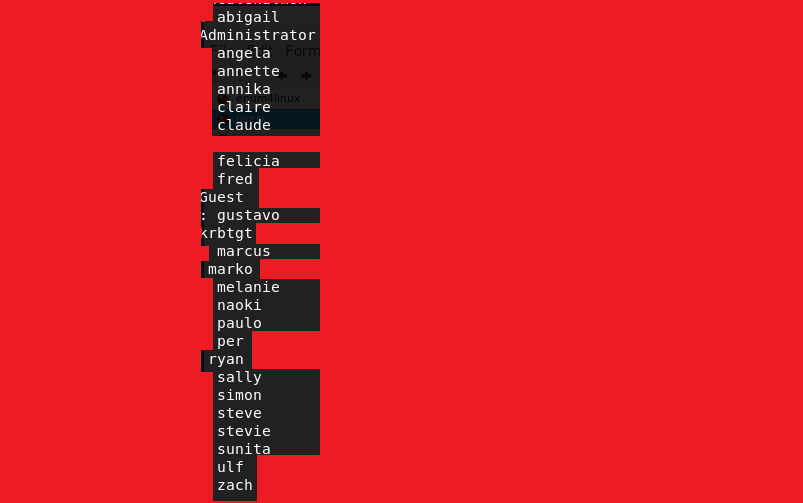 abigail
Administrator
angela
annette
annika
claire
claude
felicia
fred
Guest
: gustavo
krbtgt
marcus
marko
melanie
naoki
paulo
per
ryan
sally
simon
steve
stevie
sunita
ulf
zach